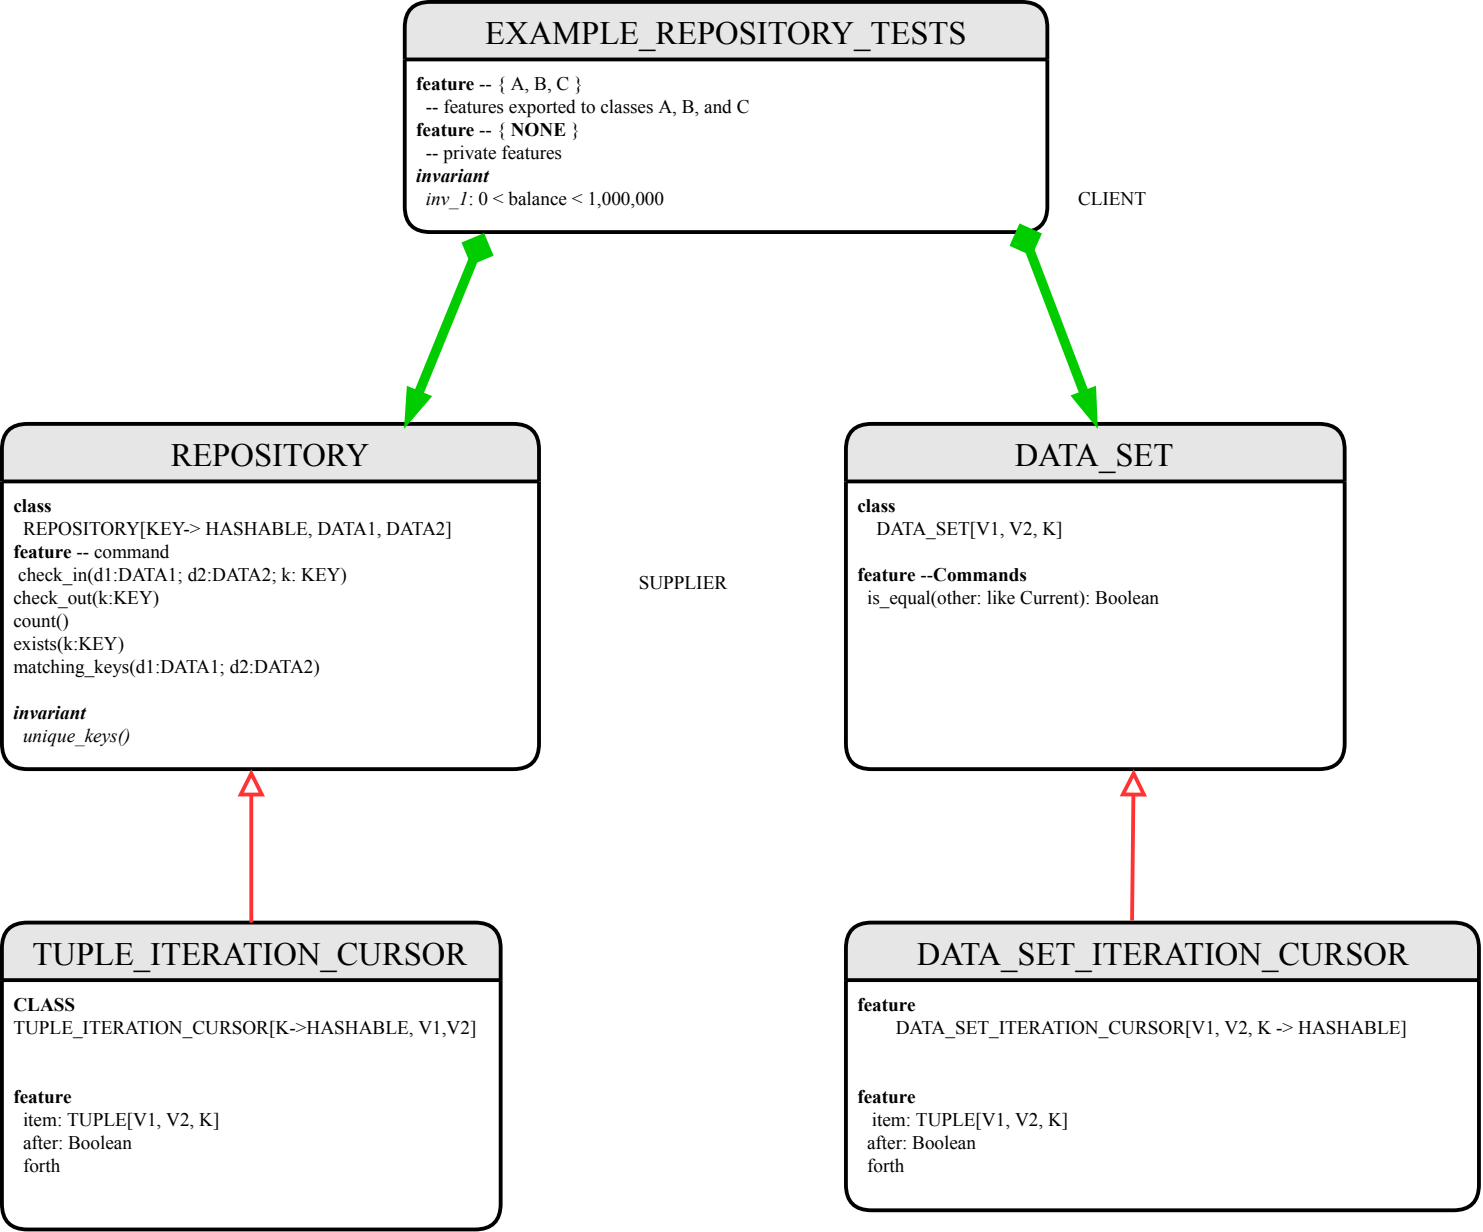 EXAMPLE_REPOSITORY_TESTS
feature -- { A, B, C }
-- features exported to classes A, B, and C
feature -- { NONE }
-- private features
invariant
inv_1: 0 < balance < 1,000,000
CLIENT
REPOSITORY
class
REPOSITORY[KEY-> HASHABLE, DATA1, DATA2]
feature -- command
check_in(d1:DATA1; d2:DATA2; k: KEY)
check_out(k:KEY)
count()
exists(k:KEY)
matching_keys(d1:DATA1; d2:DATA2)
invariant
unique_keys()
SUPPLIER
DATA_SET
class
DATA_SET[V1, V2, K]
feature --Commands
is_equal(other: like Current): Boolean
TUPLE_ITERATION_CURSOR
CLASS
TUPLE_ITERATION_CURSOR[K->HASHABLE, V1,V2]
feature
item: TUPLE[V1, V2, K]
after: Boolean
forth
DATA_SET_ITERATION_CURSOR
feature
DATA_SET_ITERATION_CURSOR[V1, V2, K -> HASHABLE]
feature
item: TUPLE[V1, V2, K]
after: Boolean
forth